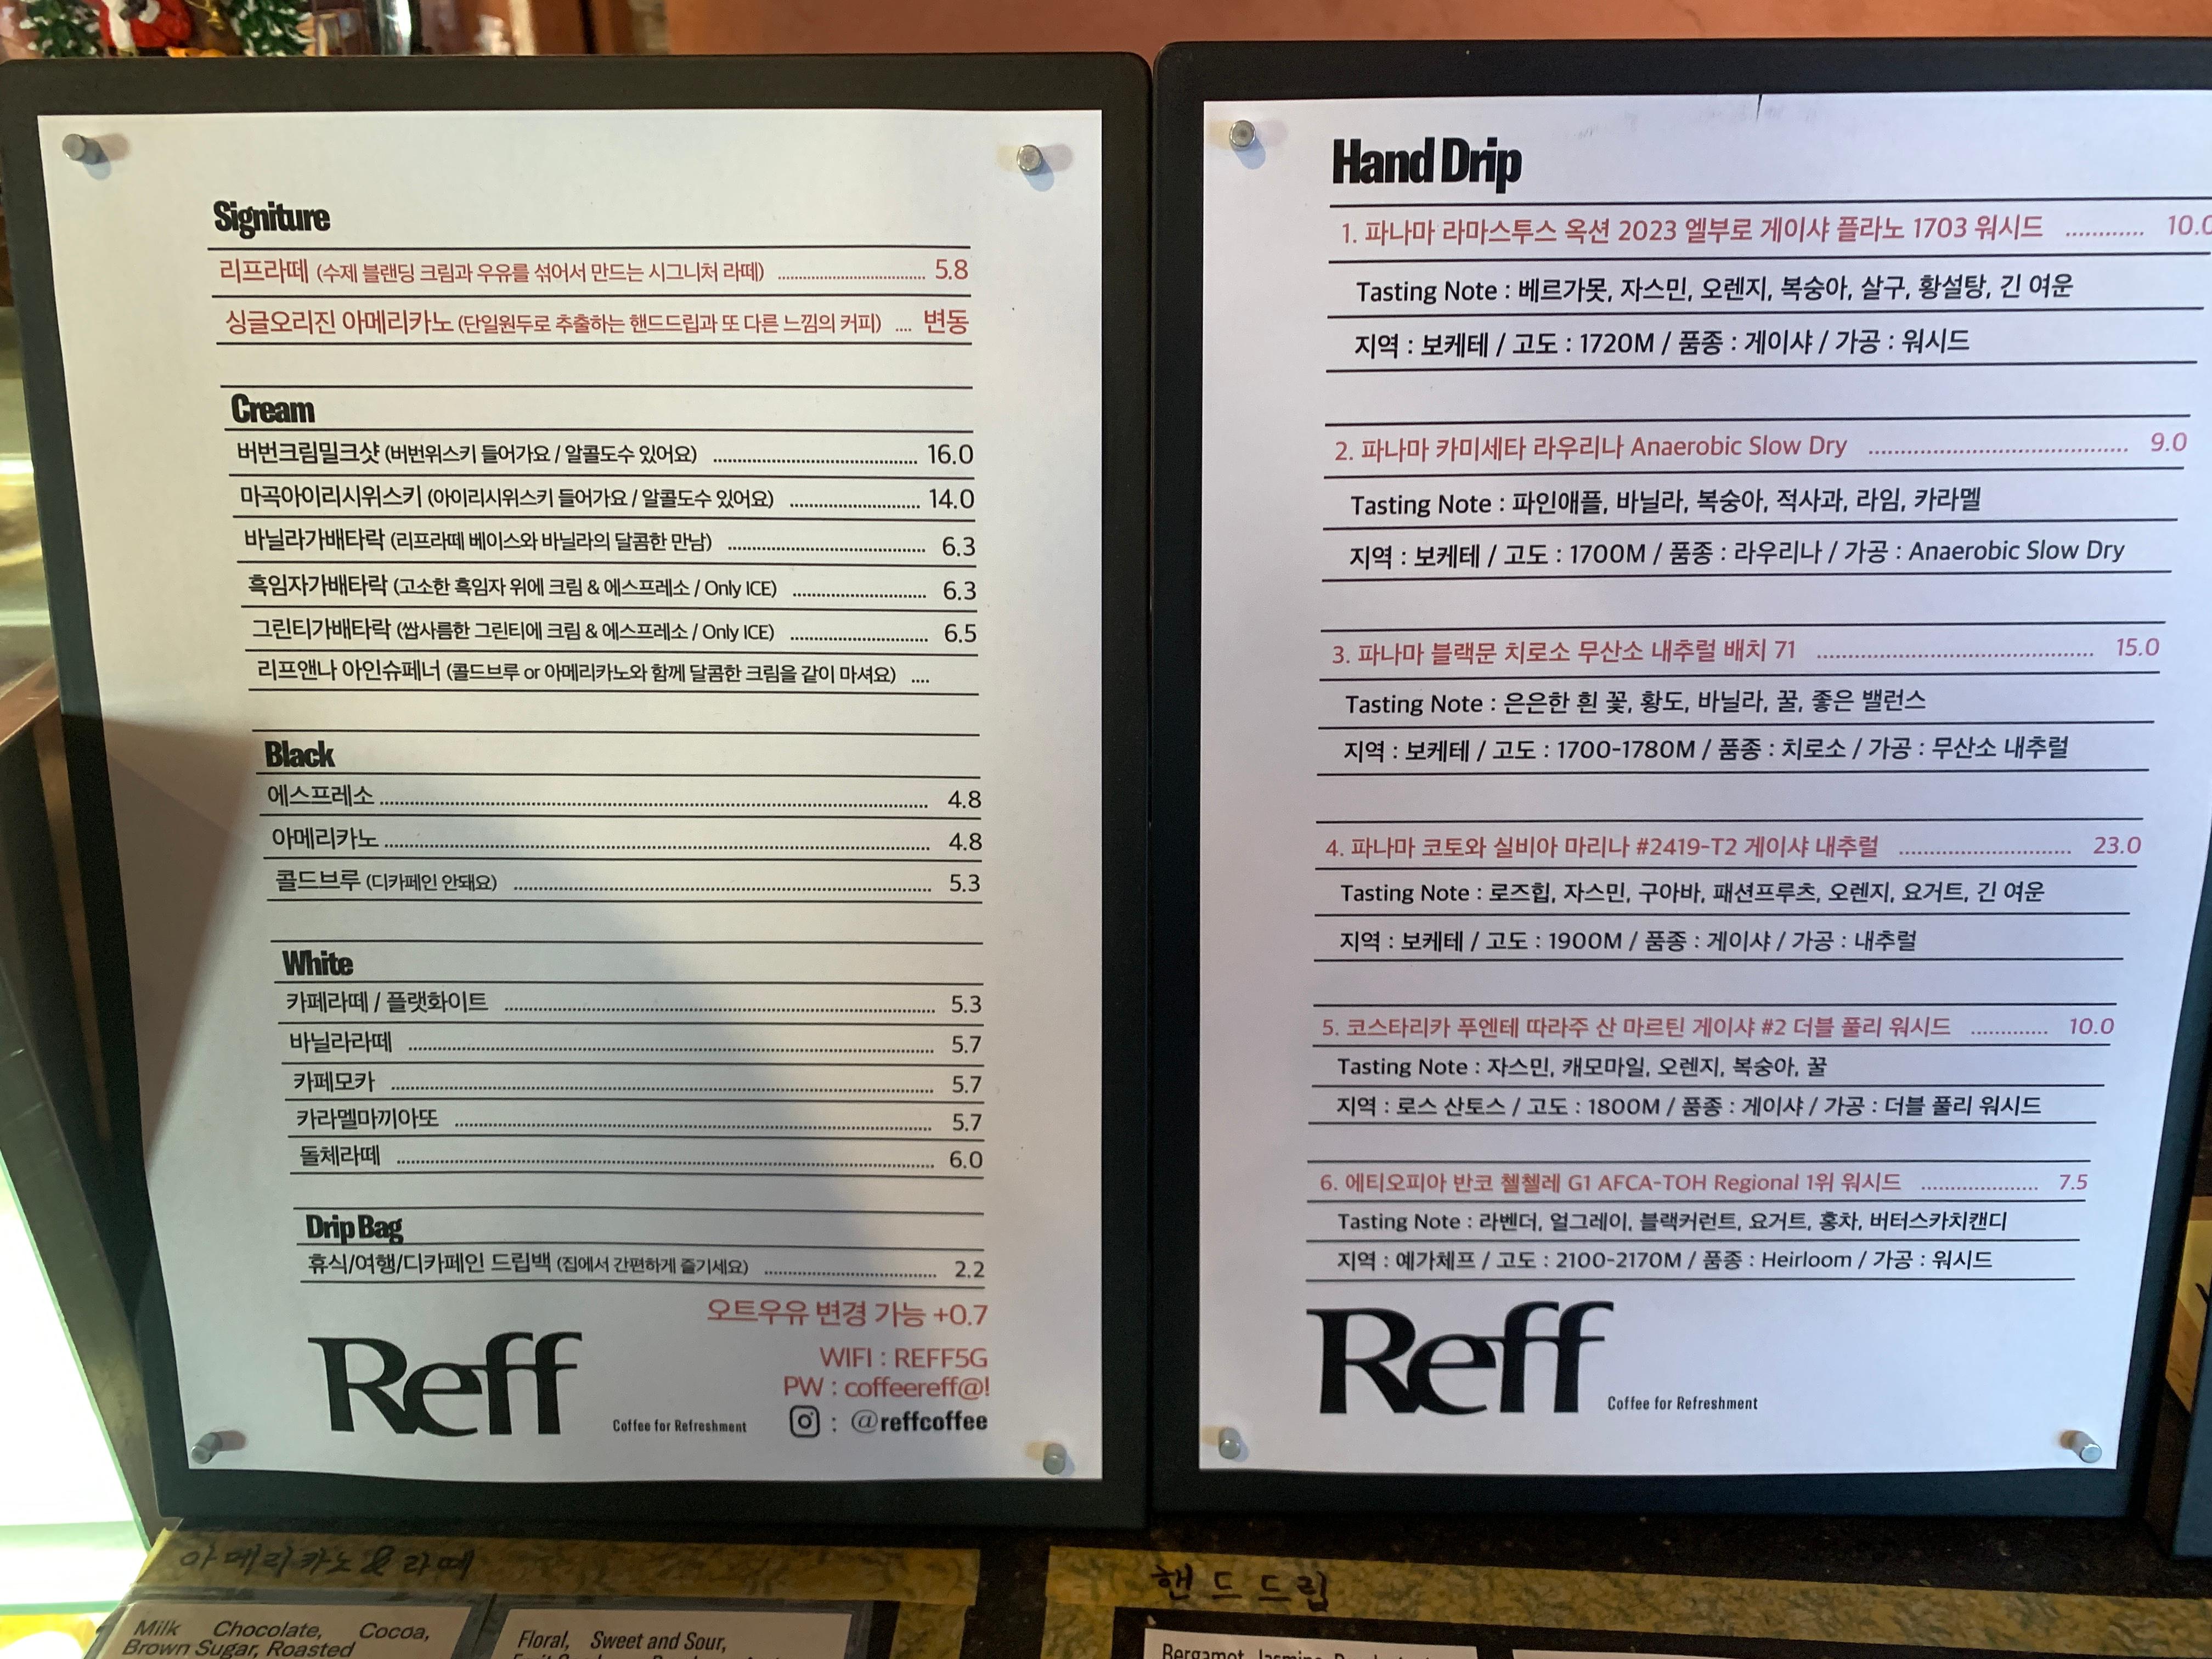 Signiture
리프라떼 (수제 블랜딩 크림과 우유를 섞어서 만드는 시그니처 라떼) ........ 5.8
싱글오리진 아메리카노 (단일원두로 추출하는 핸드드립과 또 다른 느낌의 커피) .... 변동
Cream
버번크림밀크샷 (버번위스키 들어가요 / 알콜도수 있어요) ........ 16.0
마곡아이리시위스키 (아이리시위스키 들어가요 / 알콜도수 있어요) ........ 14.0
바닐라가배타락 (리프라떼 베이스와 바닐라의 달콤한 만남) ........ 6.3
흑임자가배타락 (고소한 흑임자 위에 크림 & 에스프레소 / Only ICE) ........ 6.3
그린티가배타락 (쌉사름한 그린티에 크림 & 에스프레소 / Only ICE) ........ 6.5
리프앤나 아인슈페너 (콜드브루 or 아메리카노와 함께 달콤한 크림을 같이 마셔요) ....
Black
에스프레소 ........ 4.8
아메리카노 ........ 4.8
콜드브루 (디카페인 안돼요) ........ 5.3
White
카페라떼 / 플랫화이트 ........ 5.3
바닐라라떼 ........ 5.7
카페모카 ........ 5.7
카라멜마끼아또 ........ 5.7
돌체라떼 ........ 6.0
Drip Bag
휴식/여행/디카페인 드립백 (집에서 간편하게 즐기세요) ........ 2.2
오트우유 변경 가능 +0.7
WIFI : REFF5G
PW : coffeereff@!
Reff Coffee for Refreshment : @reffcoffee
Hand Drip
1. 파나마 라마스투스 옥션 2023 엘부로 게이샤 플라노 1703 워시드 ........ 10.0
Tasting Note : 베르가못, 자스민, 오렌지, 복숭아, 살구, 황설탕, 긴 여운
지역 : 보케테 / 고도 : 1720M / 품종 : 게이샤 / 가공 : 워시드
2. 파나마 카미세타 라우리나 Anaerobic Slow Dry ........ 9.0
Tasting Note : 파인애플, 바닐라, 복숭아, 적사과, 라임, 카라멜
지역 : 보케테 / 고도 : 1700M / 품종 : 라우리나 / 가공 : Anaerobic Slow Dry
3. 파나마 블랙문 치로소 무산소 내추럴 배치 71 ........ 15.0
Tasting Note : 은은한 흰 꽃, 황도, 바닐라, 꿀, 좋은 밸런스
지역 : 보케테 / 고도 : 1700-1780M / 품종 : 치로소 / 가공 : 무산소 내추럴
4. 파나마 코토와 실비아 마리나 #2419-T2 게이샤 내추럴 ........ 23.0
Tasting Note : 로즈힙, 자스민, 구아바, 패션프루츠, 오렌지, 요거트, 긴 여운
지역 : 보케테 / 고도 : 1900M / 품종 : 게이샤 / 가공 : 내추럴
5. 코스타리카 푸엔테 따라주 산 마르틴 게이샤 #2 더블 풀리 워시드 ........ 10.0
Tasting Note : 자스민, 캐모마일, 오렌지, 복숭아, 꿀
지역 : 로스 산토스 / 고도 : 1800M / 품종 : 게이샤 / 가공 : 더블 풀리 워시드
6. 에티오피아 반코 첼첼레 G1 AFCA-TOH Regional 1위 워시드 ........ 7.5
Tasting Note : 라벤더, 얼그레이, 블랙커런트, 요거트, 홍차, 버터스카치캔디
지역 : 예가체프 / 고도 : 2100-2170M / 품종 : Heirloom / 가공 : 워시드
Reff Coffee for Refreshment
아메리카노 & 라떼
Milk Chocolate, Cocoa,
Brown Sugar, Roasted
Floral, Sweet and Sour,
핸드드립
Bergamot, Jasmine,